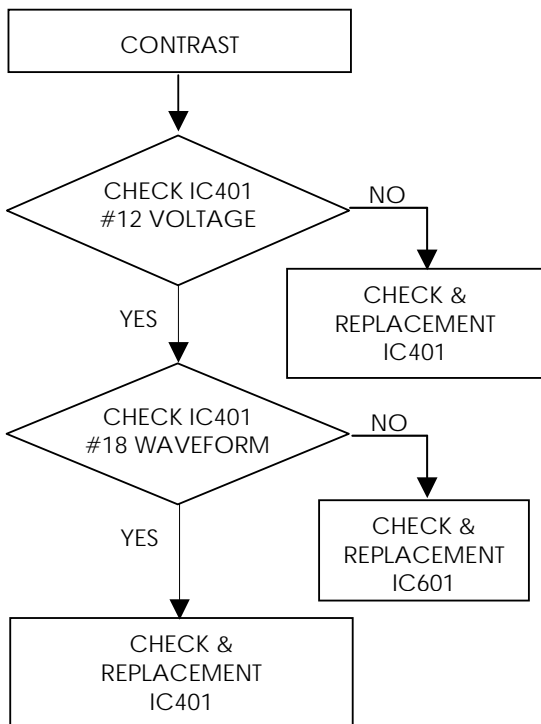 CONTRAST
CHECK IC401
#12 VOLTAGE
NO
CHECK &
REPLACEMENT
IC401
YES
CHECK IC401
#18 WAVEFORM
NO
CHECK &
REPLACEMENT
IC601
YES
CHECK &
REPLACEMENT
IC401